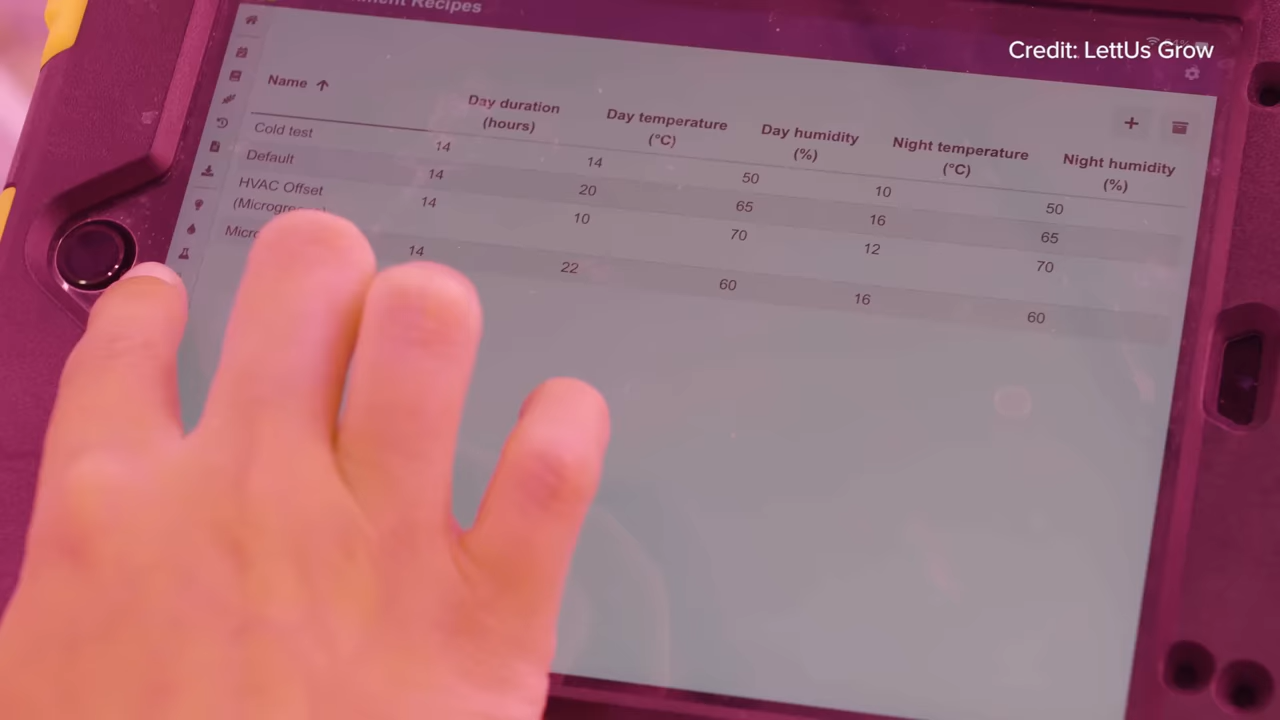 Recipes
Credit: LettUs Grow
Name ↑ Day duration (hours) Day temperature (°C) Day humidity (%) Night temperature (°C) Night humidity (%)
Cold test 14 14 50 10 50
Default 14 20 65 16 65
HVAC Offset 14 10 70 12 70
14 22 60 16 60